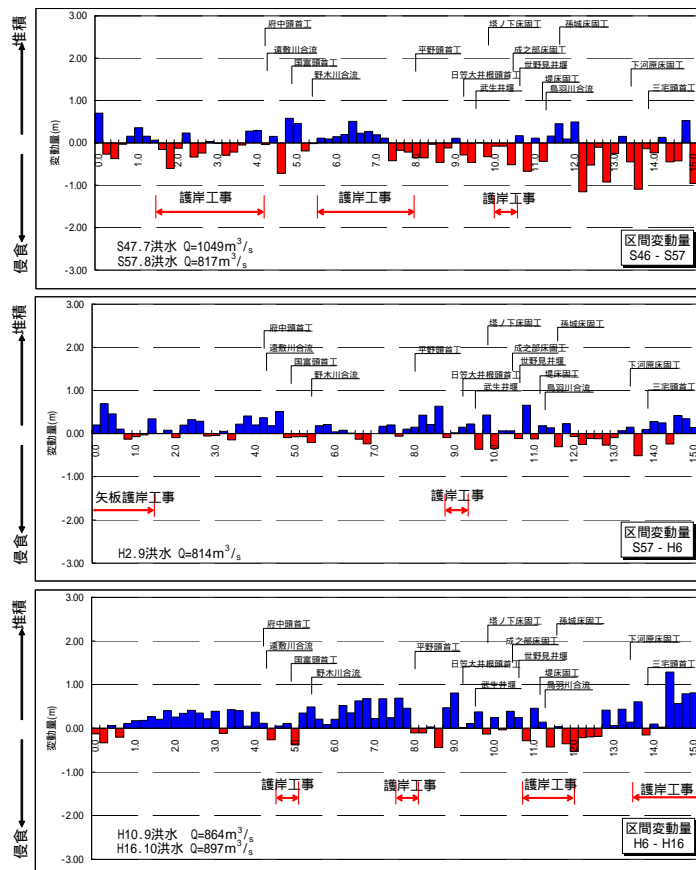 堆積
侵食
変動量(m)
3.00
2.00
1.00
0.00
-1.00
-2.00
-3.00
府中頭首工
遠敷川合流
国富頭首工
野木川合流
平野頭首工
日笠大井根頭首工
武生井堰
塔ノ下床固工
成之部床固工
世野見井堰
堤床固工
鳥羽川合流
孫城床固工
下河原床固工
三宅頭首工
0.0 1.0 2.0 3.0 4.0 5.0 6.0 7.0 8.0 9.0 10.0 11.0 12.0 13.0 14.0 15.0
護岸工事
護岸工事
護岸工事
S47.7洪水 Q=1049m³/s
S57.8洪水 Q=817m³/s
区間変動量
S46 - S57
堆積
侵食
変動量(m)
3.00
2.00
1.00
0.00
-1.00
-2.00
-3.00
府中頭首工
遠敷川合流
国富頭首工
野木川合流
平野頭首工
日笠大井根頭首工
武生井堰
塔ノ下床固工
成之部床固工
世野見井堰
堤床固工
鳥羽川合流
孫城床固工
下河原床固工
三宅頭首工
0.0 1.0 2.0 3.0 4.0 5.0 6.0 7.0 8.0 9.0 10.0 11.0 12.0 13.0 14.0 15.0
矢板護岸工事
護岸工事
H2.9洪水 Q=814m³/s
区間変動量
S57 - H6
堆積
侵食
変動量(m)
3.00
2.00
1.00
0.00
-1.00
-2.00
-3.00
府中頭首工
遠敷川合流
国富頭首工
野木川合流
平野頭首工
日笠大井根頭首工
武生井堰
塔ノ下床固工
成之部床固工
世野見井堰
堤床固工
鳥羽川合流
孫城床固工
下河原床固工
三宅頭首工
0.0 1.0 2.0 3.0 4.0 5.0 6.0 7.0 8.0 9.0 10.0 11.0 12.0 13.0 14.0 15.0
護岸工事
護岸工事
護岸工事
護岸工事
H10.9洪水 Q=864m³/s
H16.10洪水 Q=897m³/s
区間変動量
H6 - H16